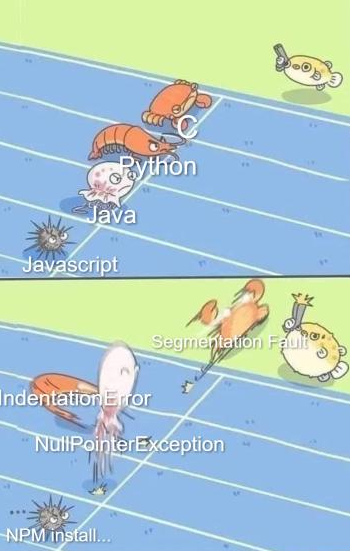 C
Python
Java
Javascript
Segmentation Fault
IndentationError
NullPointerException
NPM install...